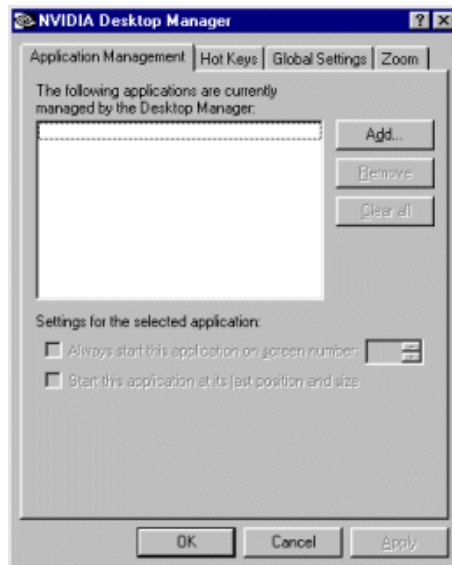 NVIDIA Desktop Manager
Application Management Hot Keys Global Settings Zoom
The following applications are currently
managed by the Desktop Manager:
Add...
Remove
Clear all
Settings for the selected application:
Always start this application on screen number:
Start this application at its last position and size
OK Cancel Apply